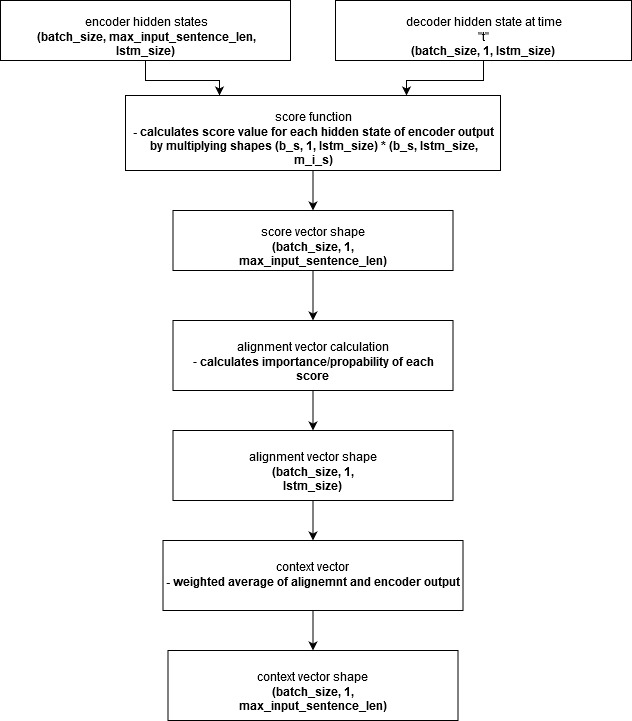 encoder hidden states
(batch_size, max_input_sentence_len,
lstm_size)
decoder hidden state at time
"t"
(batch_size, 1, lstm_size)
score function
- calculates score value for each hidden state of encoder output
by multiplying shapes (b_s, 1, lstm_size) * (b_s, lstm_size,
m_i_s)
score vector shape
(batch_size, 1,
max_input_sentence_len)
alignment vector calculation
- calculates importance/propability of each
score
alignment vector shape
(batch_size, 1,
lstm_size)
context vector
- weighted average of alignemnt and encoder output
context vector shape
(batch_size, 1,
max_input_sentence_len)